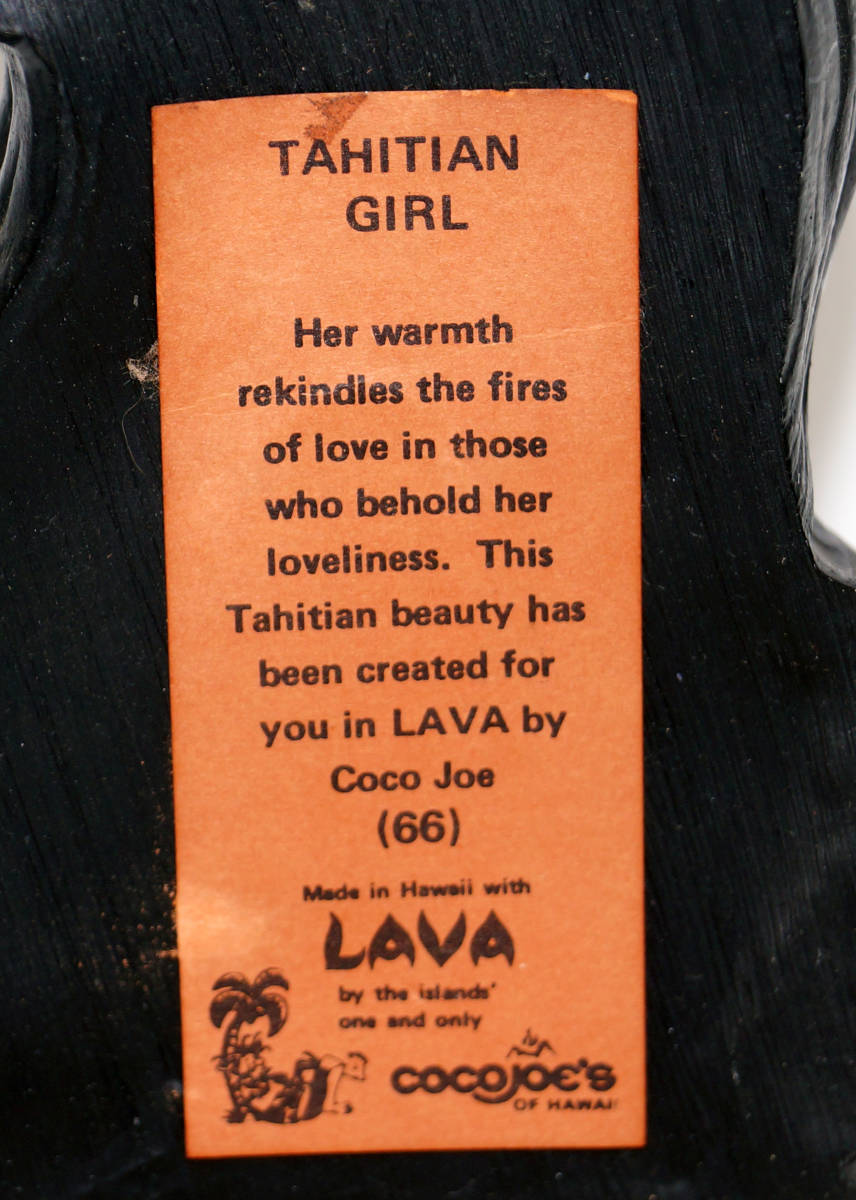 TAHITIAN
GIRL
Her warmth
rekindles the fires
of love in those
who behold her
loveliness. This
Tahitian beauty has
been created for
you in LAVA by
Coco Joe
(66)
Made in Hawaii with
LAVA
by the islands'
one and only
COCO JOE'S
OF HAWAII